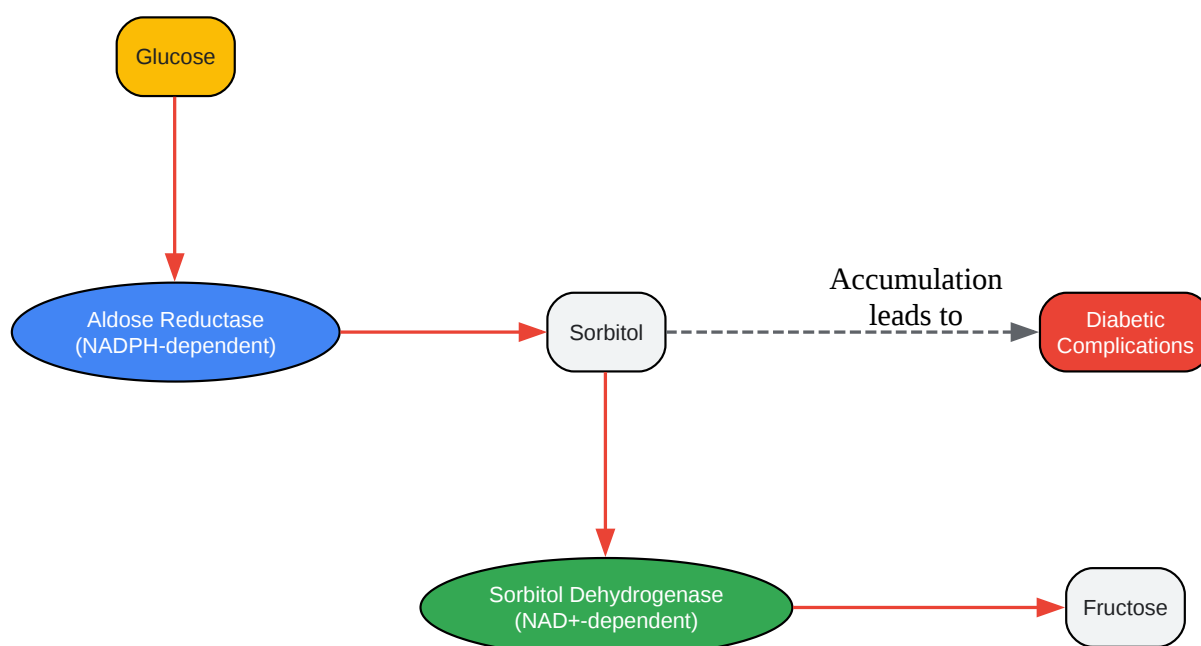 Glucose
Aldose Reductase
(NADPH-dependent)
Sorbitol
Accumulation
leads to
Diabetic
Complications
Sorbitol Dehydrogenase
(NAD+-dependent)
Fructose